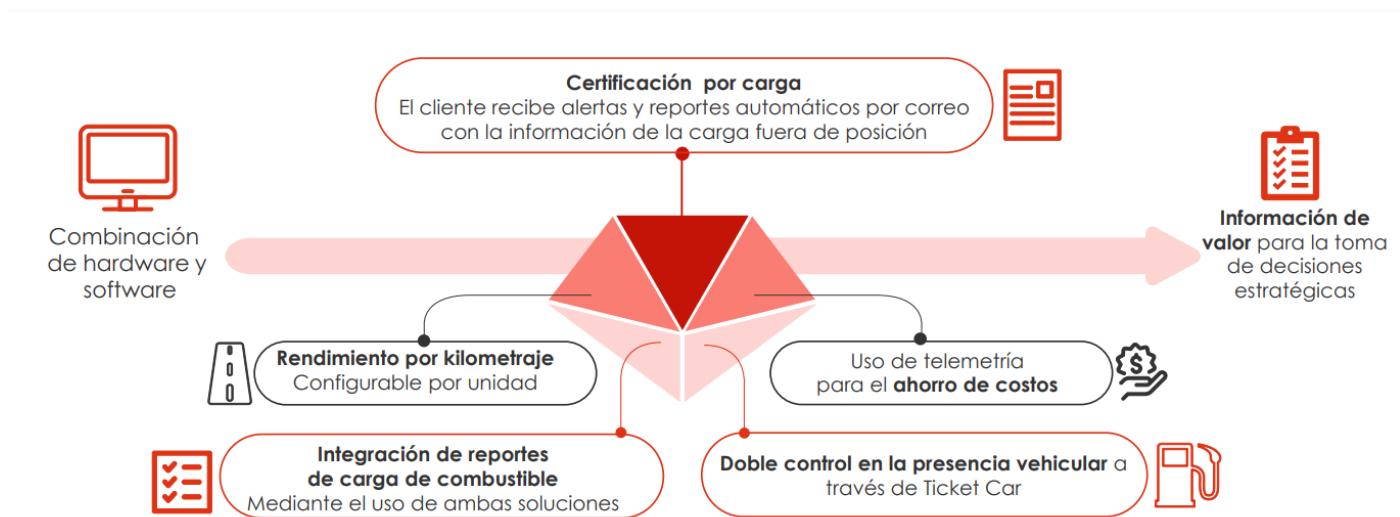 Certificación por carga
El cliente recibe alertas y reportes automáticos por correo
con la información de la carga fuera de posición
Combinación
de hardware y
software
Información de
valor para la toma
de decisiones
estratégicas
Rendimiento por kilometraje
Configurable por unidad
Uso de telemetría
para el ahorro de costos
Integración de reportes
de carga de combustible
Mediante el uso de ambas soluciones
Doble control en la presencia vehicular a
través de Ticket Car